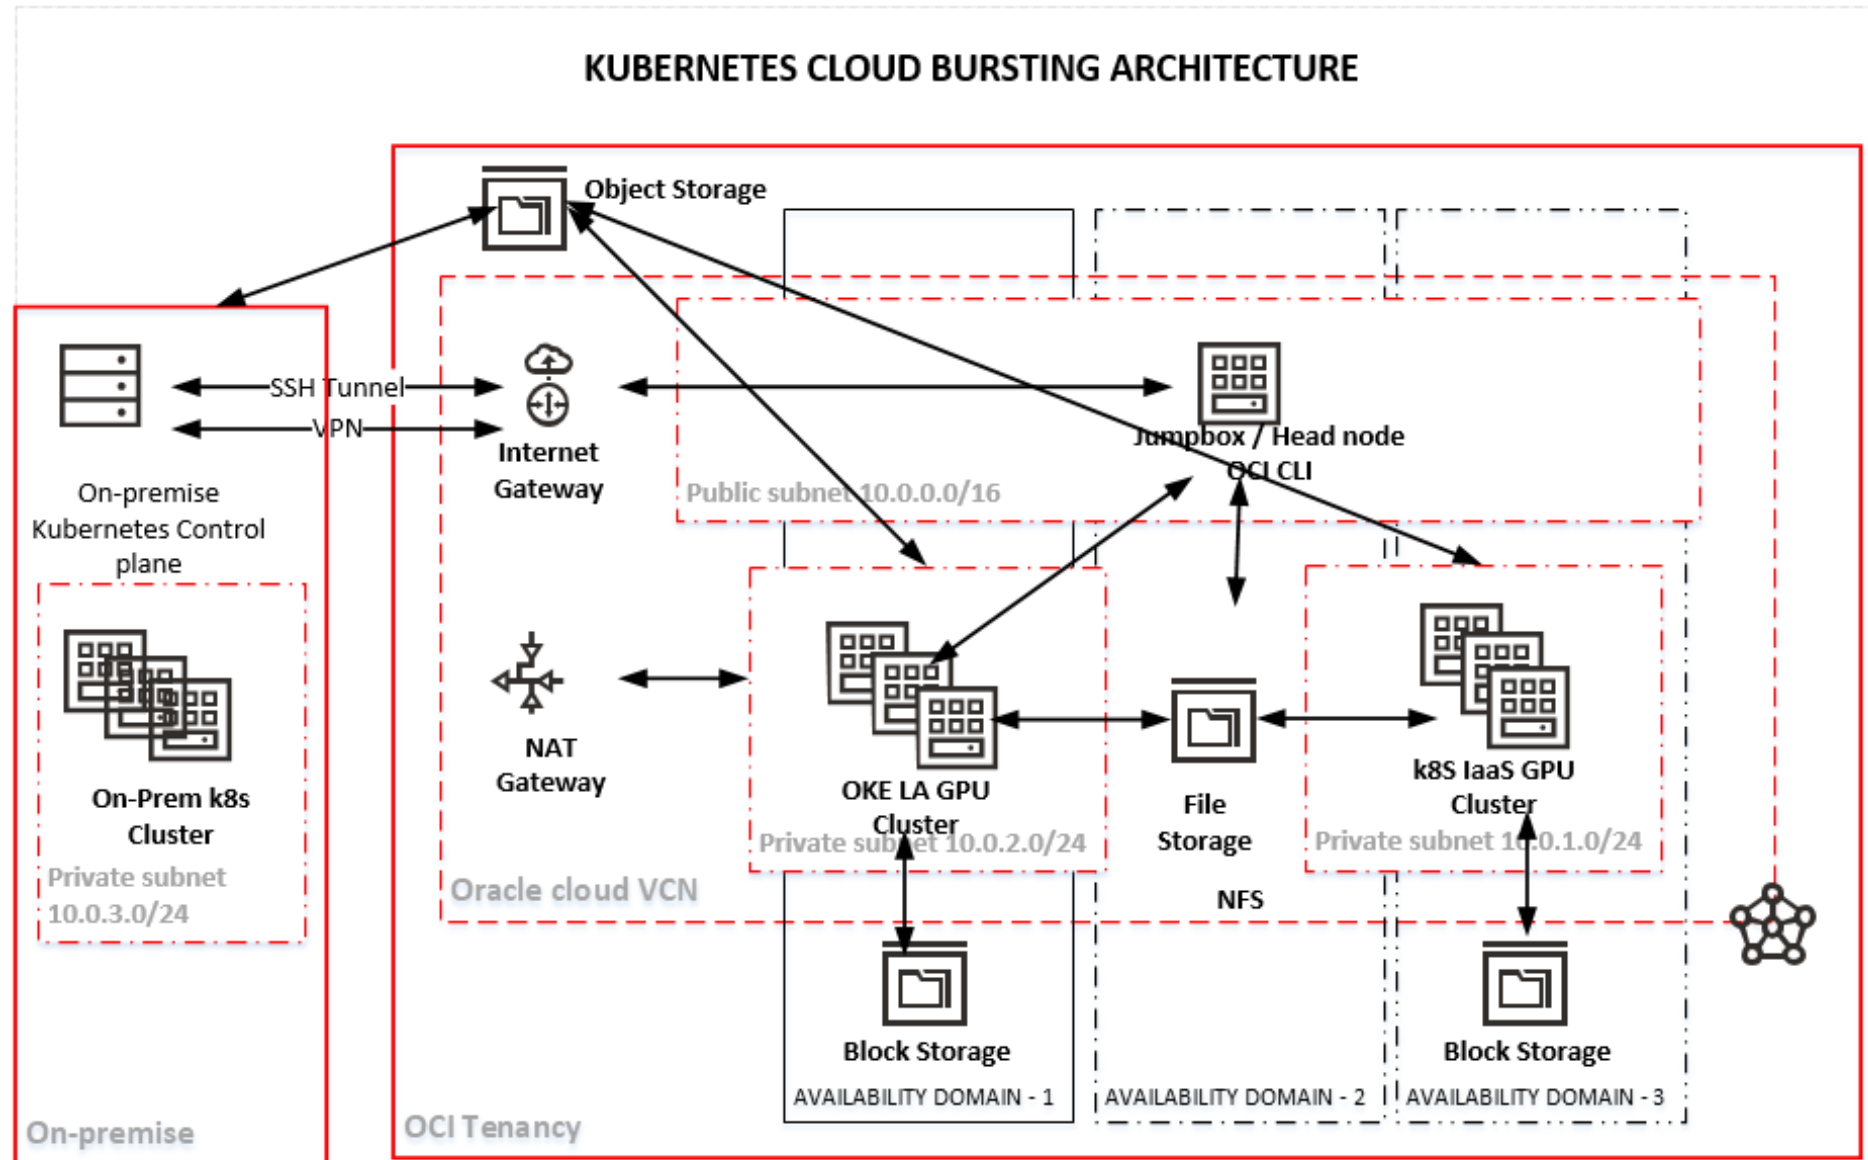 KUBERNETES CLOUD BURSTING ARCHITECTURE
Object Storage
SSH Tunnel
VPN
On-premise
Kubernetes Control
plane
On-Prem k8s
Cluster
Private subnet
10.0.3.0/24
On-premise
Internet
Gateway
Jumpbox / Head node
OCI CLI
Public subnet 10.0.0.0/16
NAT
Gateway
OKE LA GPU
Cluster
Private subnet 10.0.2.0/24
File
Storage
NFS
k8S IaaS GPU
Cluster
Private subnet 10.0.1.0/24
Oracle cloud VCN
Block Storage
Block Storage
AVAILABILITY DOMAIN - 1
AVAILABILITY DOMAIN - 2
AVAILABILITY DOMAIN - 3
OCI Tenancy